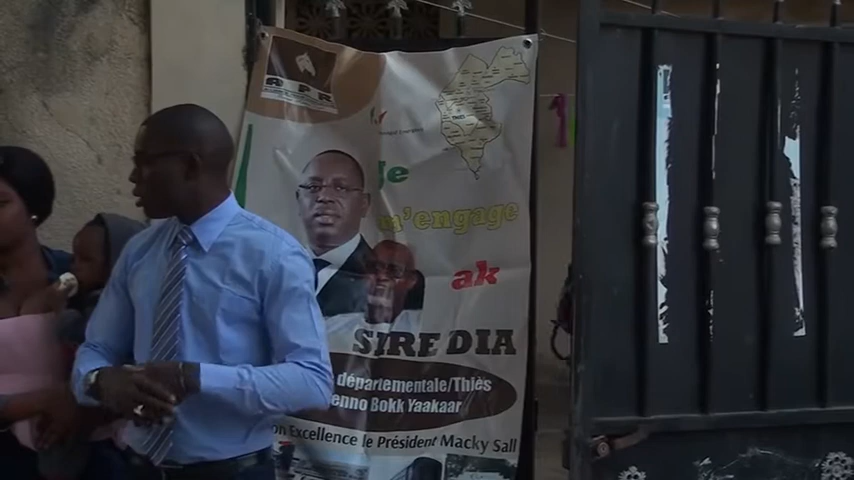 APR
Je
m'engage
ak
SIRE DIA
départementale/Thiès
enno Bokk Yaakaar
on Excellence le Président Macky Sall